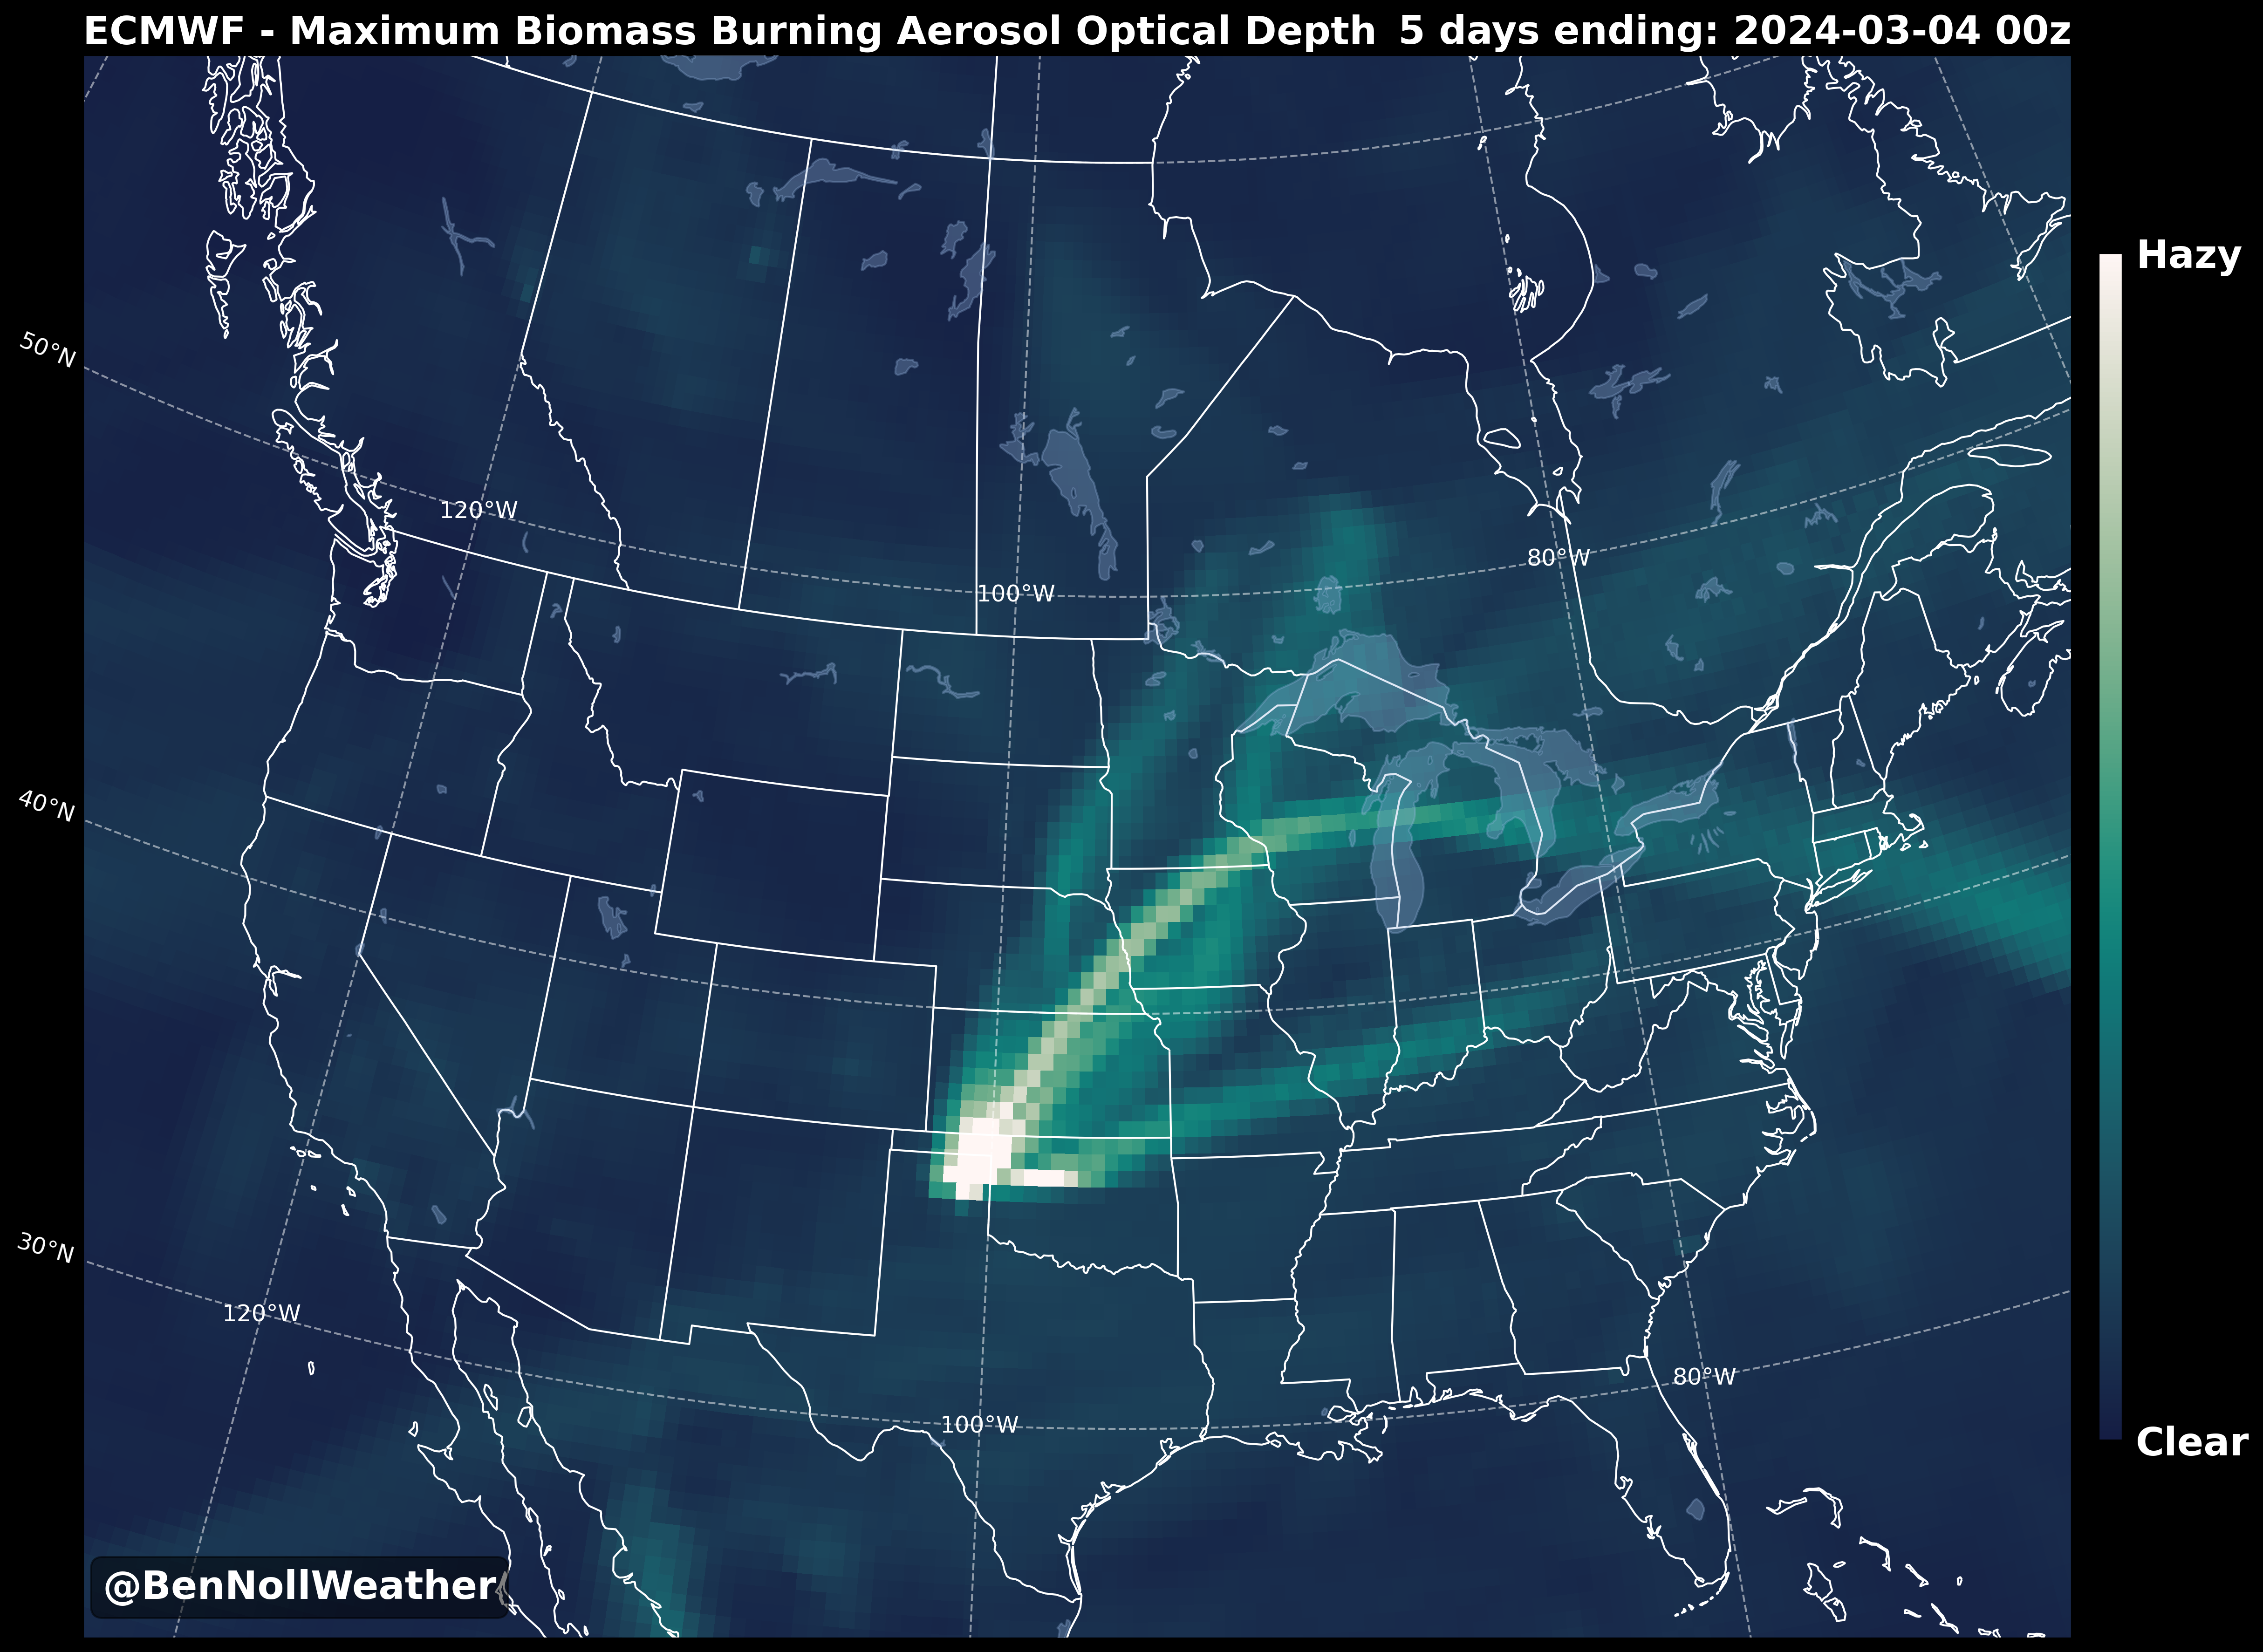 ECMWF - Maximum Biomass Burning Aerosol Optical Depth 5 days ending: 2024-03-04 00z
Hazy
50°N
120°W
80°W
100°W
40°N
30°N
120°W
80°W
100°W
Clear
@BenNollWeather